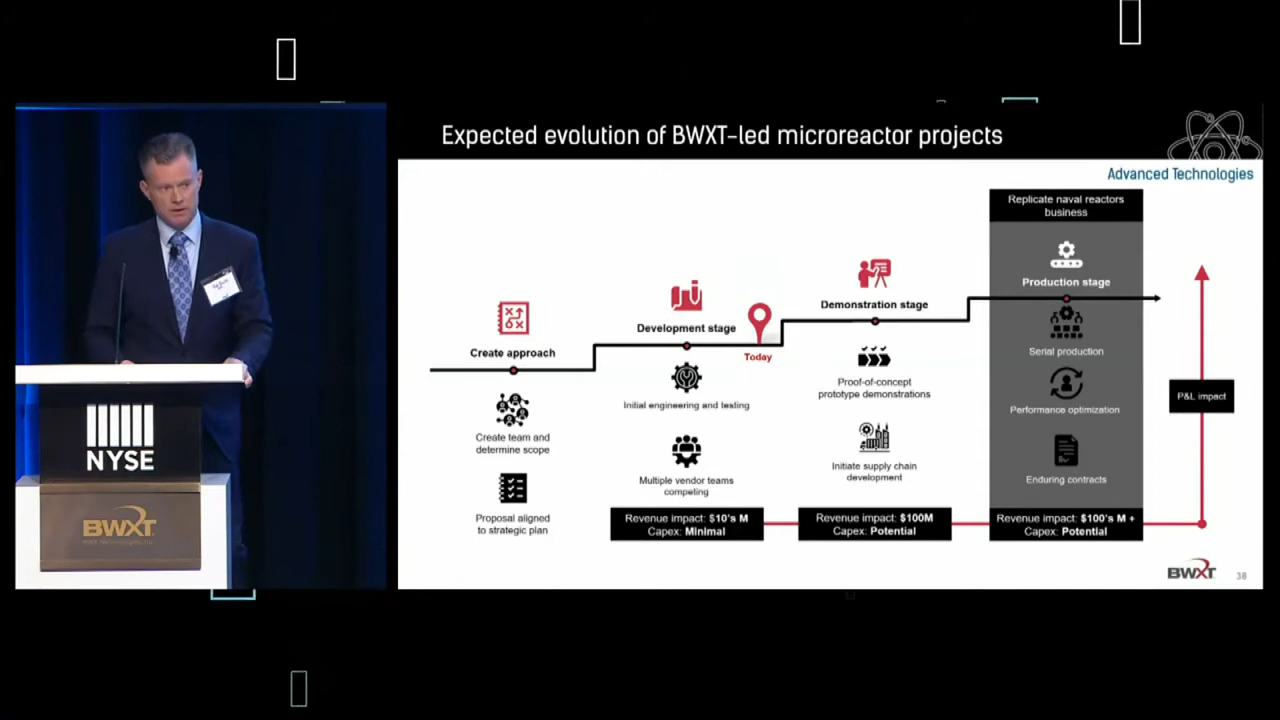 Expected evolution of BWXT-led microreactor projects
Advanced Technologies
Replicate naval reactors
business
Create approach
Create team and
determine scope
Proposal aligned
to strategic plan
Development stage
Today
Initial engineering and testing
Multiple vendor teams
competing
Revenue impact: $10's M
Capex: Minimal
Demonstration stage
Proof-of-concept
prototype demonstrations
Initiate supply chain
development
Revenue impact: $100M
Capex: Potential
Production stage
Serial production
Performance optimization
Enduring contracts
Revenue impact: $100's M +
Capex: Potential
P&L impact
BWXT
38
NYSE
BWXT